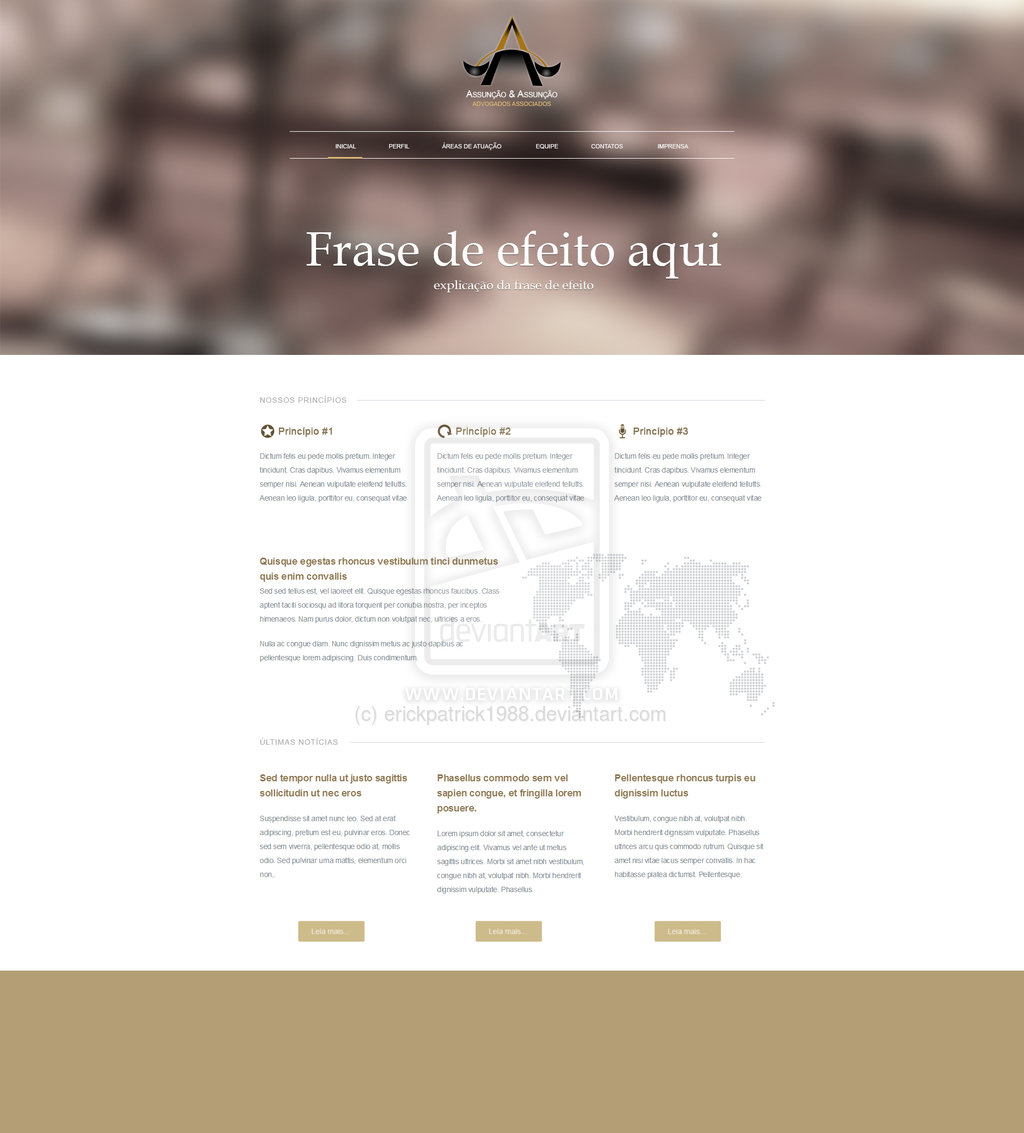 ASSUNÇÃO & ASSUNÇÃO
ADVOGADOS ASSOCIADOS
INICIAL PERFIL ÁREAS DE ATUAÇÃO EQUIPE CONTATOS IMPRENSA
Frase de efeito aqui
explicação da frase de efeito
NOSSOS PRINCÍPIOS
Princípio #1
Dictum felis eu pede mollis pretium. Integer
tincidunt. Cras dapibus. Vivamus elementum
semper nisi. Aenean vulputate eleifend tellufts.
Aenean leo ligula, porttitor eu, consequat vitae
Princípio #2
Dictum felis eu pede mollis pretium. Integer
tincidunt. Cras dapibus. Vivamus elementum
semper nisi. Aenean vulputate eleifend tellufts.
Aenean leo ligula, porttitor eu, consequat vitae
Princípio #3
Dictum felis eu pede mollis pretium. Integer
tincidunt. Cras dapibus. Vivamus elementum
semper nisi. Aenean vulputate eleifend tellufts.
Aenean leo ligula, porttitor eu, consequat vitae
Quisque egestas rhoncus vestibulum tinci dunmetus
quis enim convallis
Sed sed tellus est, vel laoreet elit. Quisque egestas rhoncus faucibus. Class
aptent taciti sociosqu ad litora torquent per conubia nostra, per inceptos
himenaeos. Nam purus dolor, dictum non volutpat nec, ultricies a eros.
Nulla ac congue diam. Nunc dignissim metus ac justo dapibus ac
pellentesque lorem adipiscing. Duis condimentum
deviantART
WWW.DEVIANTART.COM
(c) erickpatrick1988.deviantart.com
ÚLTIMAS NOTÍCIAS
Sed tempor nulla ut justo sagittis
sollicitudin ut nec eros
Suspendisse sit amet nunc leo. Sed at erat
adipiscing, pretium est eu, pulvinar eros. Donec
sed sem viverra, pellentesque odio at, mollis
odio. Sed pulvinar urna mattis, elementum orci
non,
Leia mais...
Phasellus commodo sem vel
sapien congue, et fringilla lorem
posuere.
Lorem ipsum dolor sit amet, consectetur
adipiscing elit. Vivamus vel ante ut metus
sagittis ultrices. Morbi sit amet nibh vestibulum,
congue nibh at, volutpat nibh. Morbi hendrerit
dignissim vulputate. Phasellus.
Leia mais...
Pellentesque rhoncus turpis eu
dignissim luctus
Vestibulum, congue nibh at, volutpat nibh.
Morbi hendrerit dignissim vulputate. Phasellus
ultrices arcu quis commodo rutrum. Quisque sit
amet nisi vitae lacus semper convallis. In hac
habitasse platea dictumst. Pellentesque.
Leia mais...